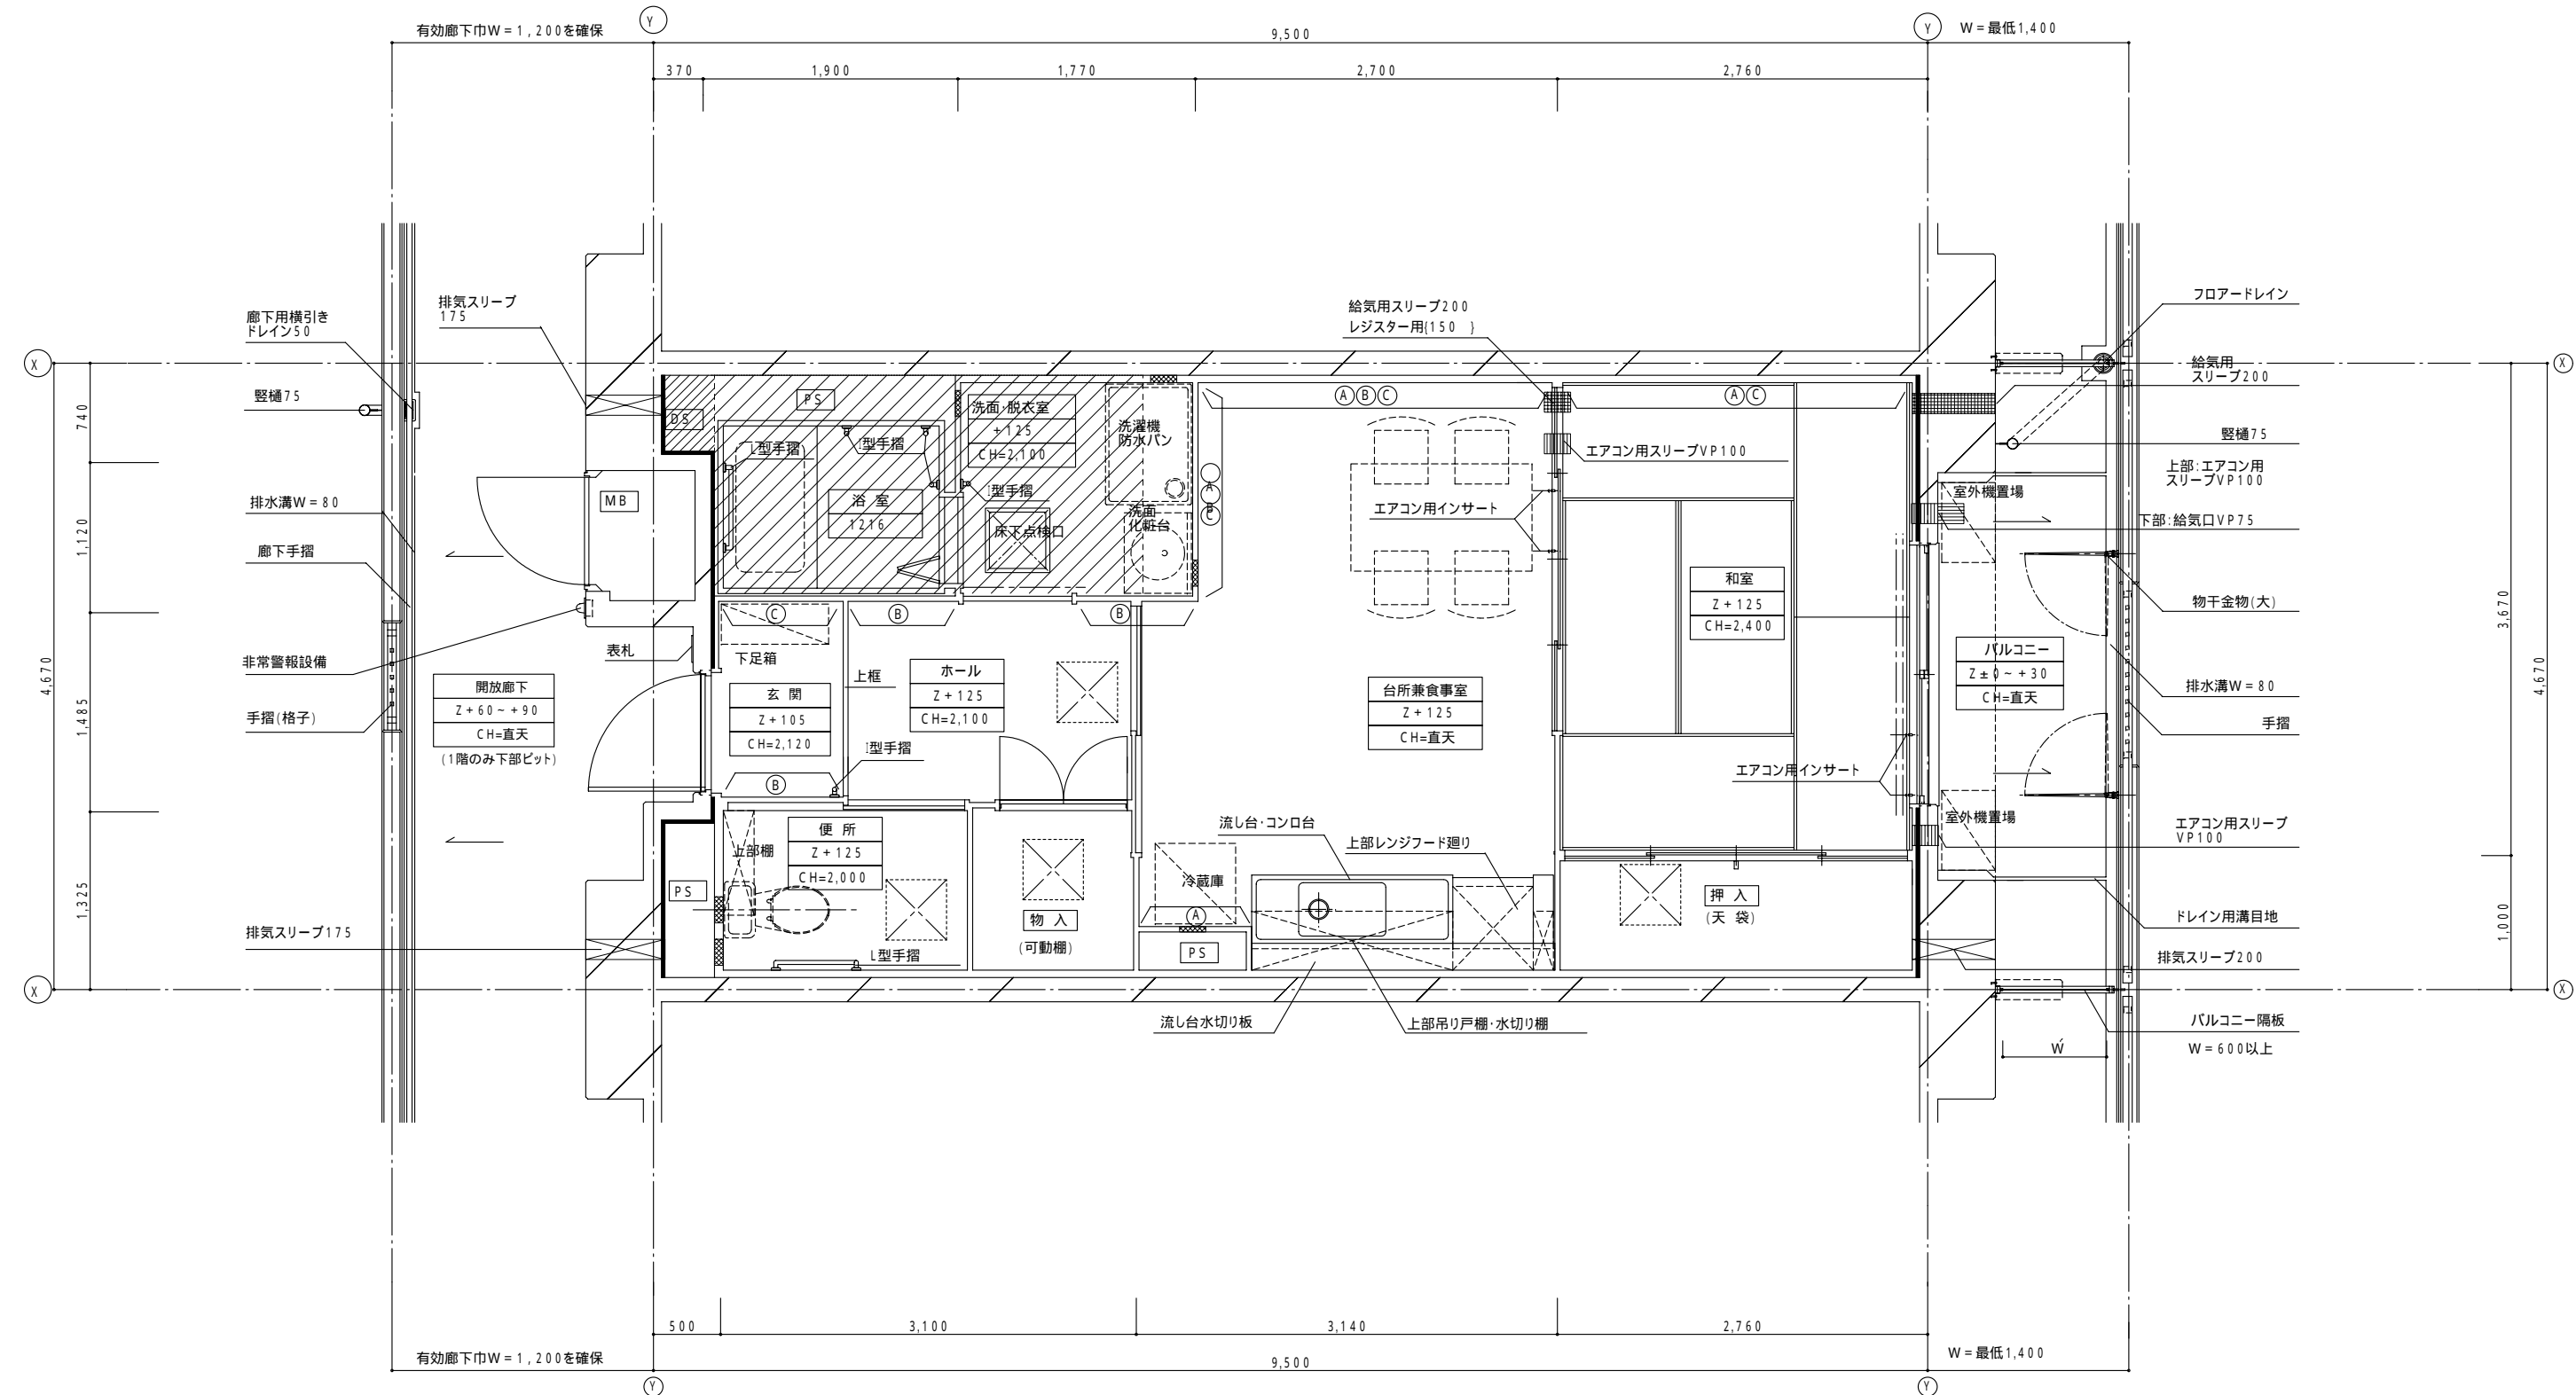 有効廊下巾W=1,200を確保
Y
9,500
Y
W=最低1,400
370
1,900
1,770
2,700
2,760
排気スリーブ
175
廊下用横引き
ドレイン50
竪樋75
排水溝W=80
廊下手摺
非常警報設備
手摺(格子)
排気スリーブ175
X
740
1,120
1,485
1,325
4,670
X
開放廊下
Z+60~+90
CH=直天
(1階のみ下部ピット)
表札
MB
DS
PS
L型手摺
I型手摺
浴 室
1216
洗面・脱衣室
+125
CH=2,100
I型手摺
床下点検口
洗濯機
防水パン
洗面
化粧台
A
B
C
C
B
B
下足箱
上框
玄 関
Z+105
CH=2,120
I型手摺
B
ホール
Z+125
CH=2,100
便 所
Z+125
CH=2,000
上部棚
PS
L型手摺
物 入
(可動棚)
給気用スリーブ200
レジスター用(150 )
A B C
A C
エアコン用スリーブVP100
エアコン用インサート
台所兼食事室
Z+125
CH=直天
和室
Z+125
CH=2,400
エアコン用インサート
流し台・コンロ台
上部レンジフード廻り
冷蔵庫
A
PS
押 入
(天 袋)
流し台水切り板
上部吊り戸棚・水切り棚
フロアードレイン
給気用
スリーブ200
竪樋75
上部:エアコン用
スリーブVP100
室外機置場
下部:給気口VP75
物干金物(大)
バルコニー
Z±0~+30
CH=直天
排水溝W=80
手摺
室外機置場
エアコン用スリーブ
VP100
ドレイン用溝目地
排気スリーブ200
バルコニー隔板
W=600以上
W
X
3,670
1,000
4,670
X
500
3,100
3,140
2,760
有効廊下巾W=1,200を確保
9,500
W=最低1,400
Y
Y